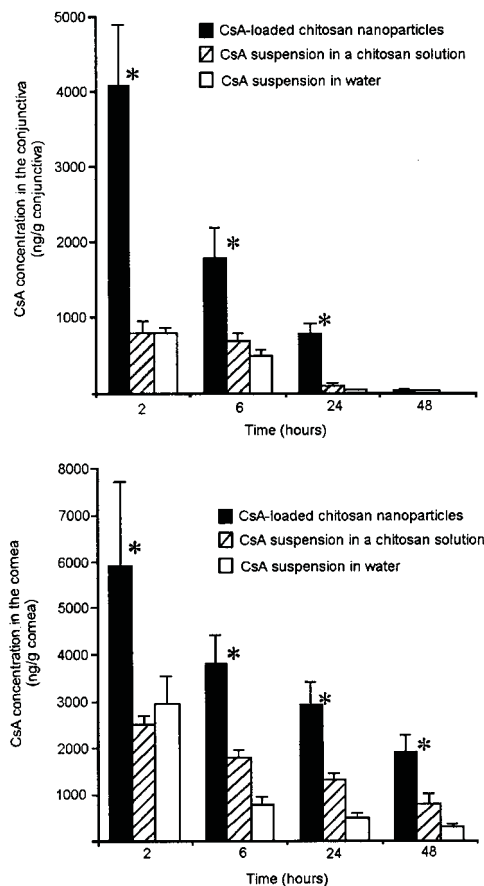 CsA-loaded chitosan nanoparticles
CsA suspension in a chitosan solution
CsA suspension in water
CsA concentration in the conjunctiva
(ng/g conjunctiva)
5000
4000
3000
2000
1000
*
*
*
2 6 24 48
Time (hours)
CsA-loaded chitosan nanoparticles
CsA suspension in a chitosan solution
CsA suspension in water
CsA concentration in the cornea
(ng/g cornea)
8000
7000
6000
5000
4000
3000
2000
1000
*
*
*
*
2 6 24 48
Time (hours)